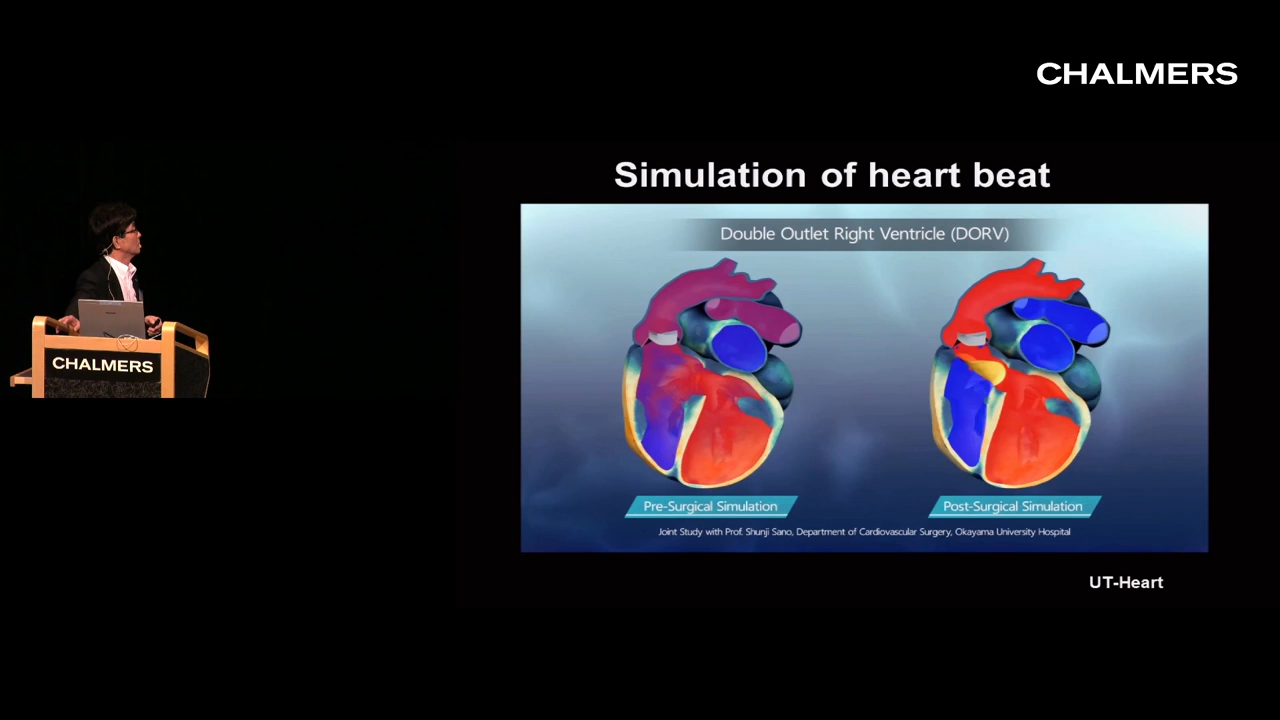 CHALMERS
Simulation of heart beat
Double Outlet Right Ventricle (DORV)
Pre-Surgical Simulation
Post-Surgical Simulation
Joint Study with Prof. Shunji Sano, Department of Cardiovascular Surgery, Okayama University Hospital
UT-Heart
CHALMERS